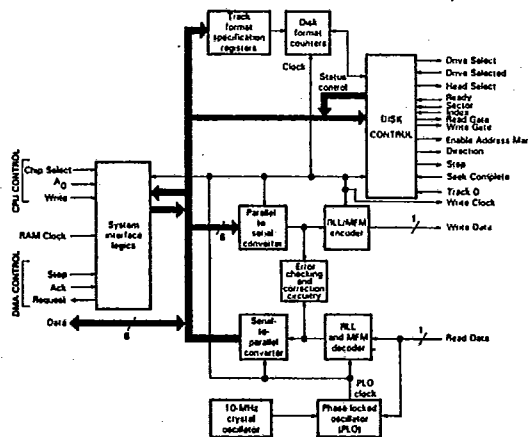 Track
format
specification
registers
Disk
format
counters
Clock
Status
control
DISK
CONTROL
Drive Select
Drive Selected
Head Select
Ready
Sector
Index
Read Gate
Write Gate
Enable Address Mar
Direction
Step
Seek Complete
Track 0
Write Clock
CPU CONTROL
Chip Select
A0
Write
RAM Clock
DMA CONTROL
Stop
Ack
Request
Data
System
interface
logics
Parallel
to
serial
converter
RLL/MFM
encoder
1
Write Data
Error
checking
and
correction
circuitry
Serial-
to-
parallel
converter
RLL
and MFM
decoder
1
Read Data
PLO
clock
10-MHz
crystal
oscillator
Phase locked
oscillator
(PLO)